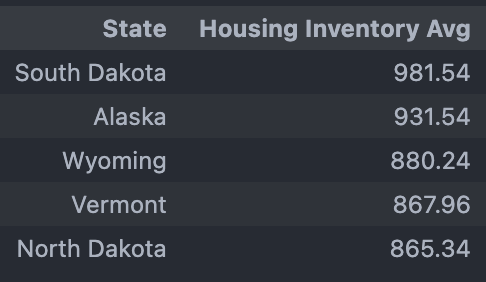 State Housing Inventory Avg
South Dakota 981.54
Alaska 931.54
Wyoming 880.24
Vermont 867.96
North Dakota 865.34